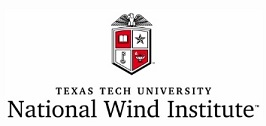 TEXAS TECH UNIVERSITY
National Wind Institute™